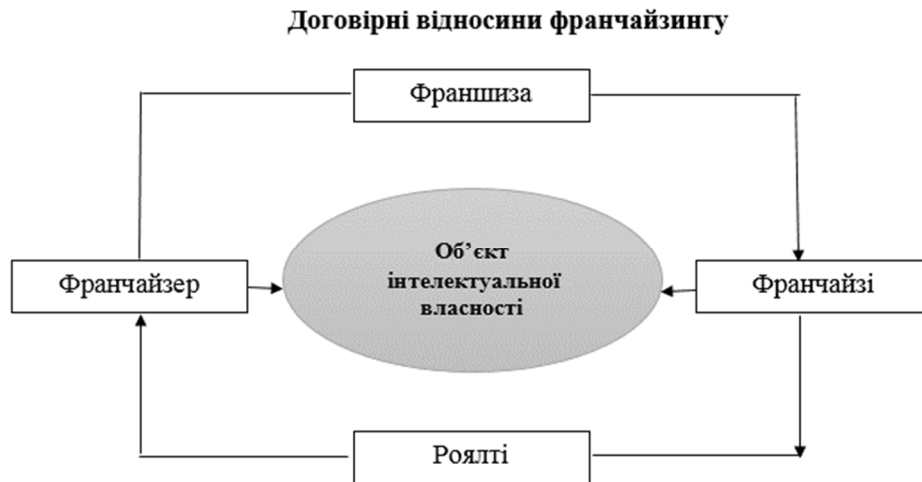 Договірні відносини франчайзингу
Франшиза
Об’єкт
інтелектуальної
власності
Франчайзер
Франчайзі
Роялті